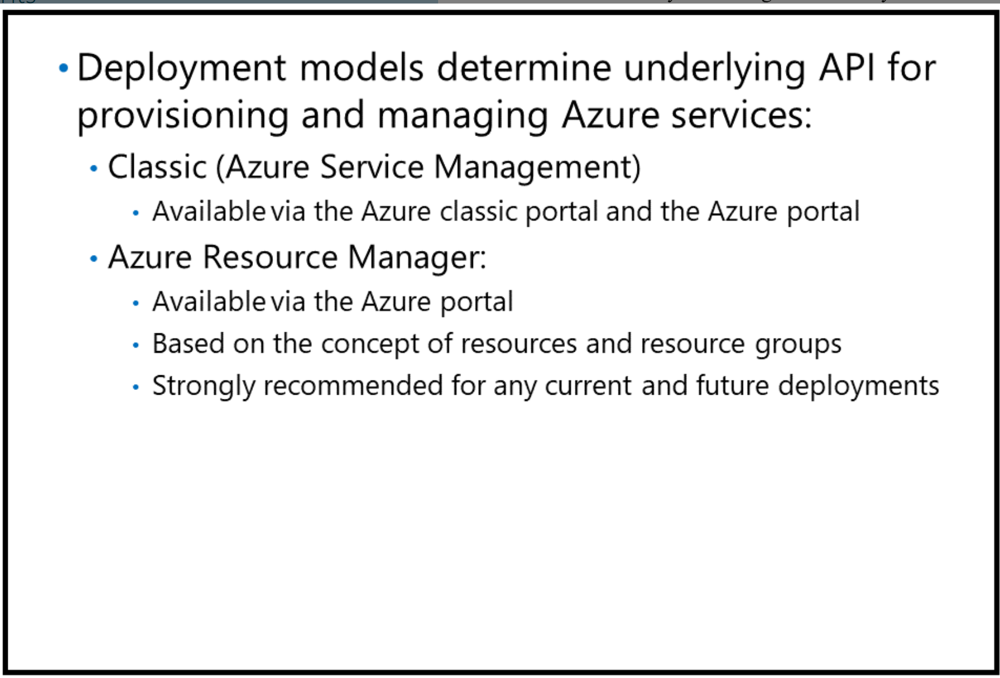 • Deployment models determine underlying API for
provisioning and managing Azure services:
• Classic (Azure Service Management)
• Available via the Azure classic portal and the Azure portal
• Azure Resource Manager:
• Available via the Azure portal
• Based on the concept of resources and resource groups
• Strongly recommended for any current and future deployments